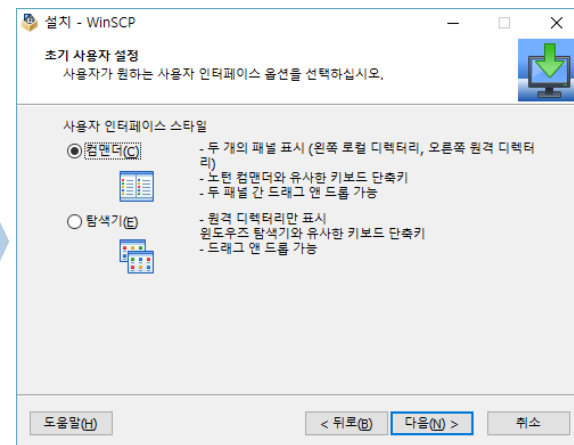 설치 - WinSCP
초기 사용자 설정
사용자가 원하는 사용자 인터페이스 옵션을 선택하십시오.
사용자 인터페이스 스타일
컴맨더(C)
- 두 개의 패널 표시 (왼쪽 로컬 디렉터리, 오른쪽 원격 디렉터
리)
- 노턴 컴맨더와 유사한 키보드 단축키
- 두 패널 간 드래그 앤 드롭 가능
탐색기(E)
- 원격 디렉터리만 표시
윈도우즈 탐색기와 유사한 키보드 단축키
- 드래그 앤 드롭 가능
도움말(H)
< 뒤로(B)
다음(N) >
취소